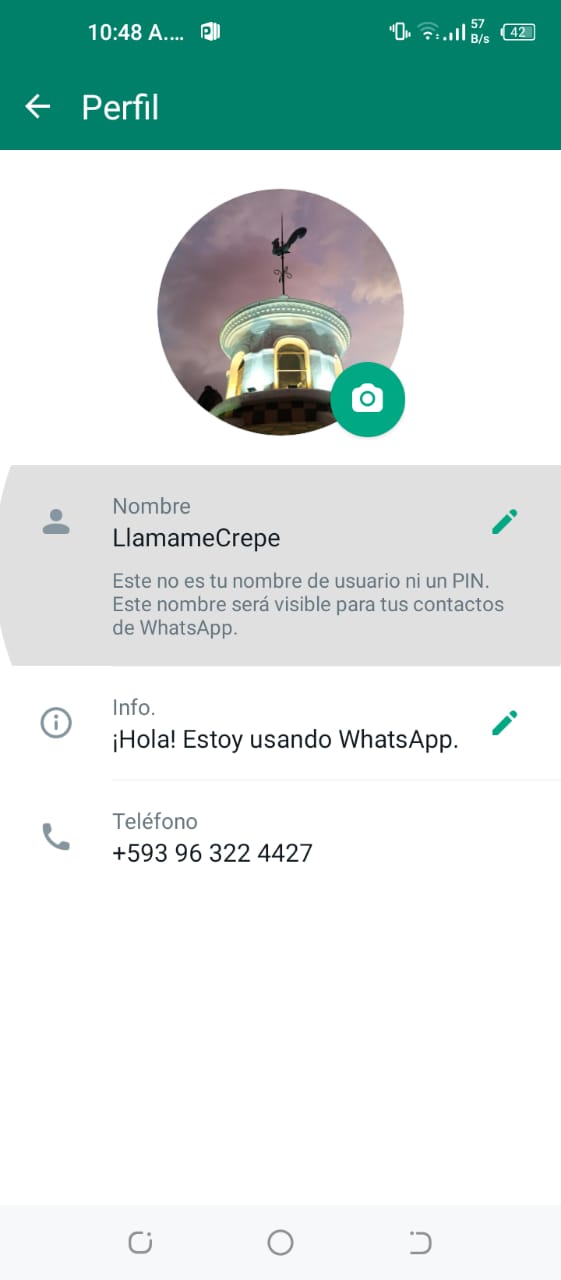 10:48 A.... 57 B/s 42
Perfil
Nombre
LlamameCrepe
Este no es tu nombre de usuario ni un PIN.
Este nombre será visible para tus contactos
de WhatsApp.
Info.
¡Hola! Estoy usando WhatsApp.
Teléfono
+593 96 322 4427